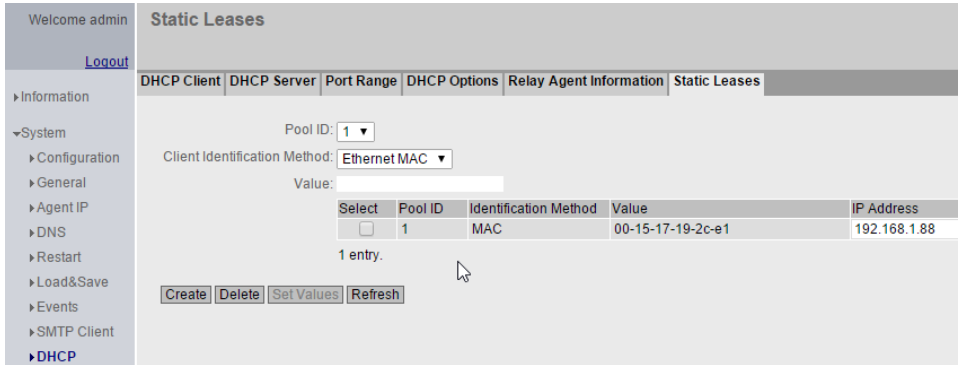 Welcome admin
Static Leases
Logout
DHCP Client DHCP Server Port Range DHCP Options Relay Agent Information Static Leases
Information
System
Configuration
General
Agent IP
DNS
Restart
Load&Save
Events
SMTP Client
DHCP
Pool ID: 1
Client Identification Method: Ethernet MAC
Value:
Select Pool ID Identification Method Value IP Address
1 MAC 00-15-17-19-2c-e1 192.168.1.88
1 entry.
Create Delete Set Values Refresh